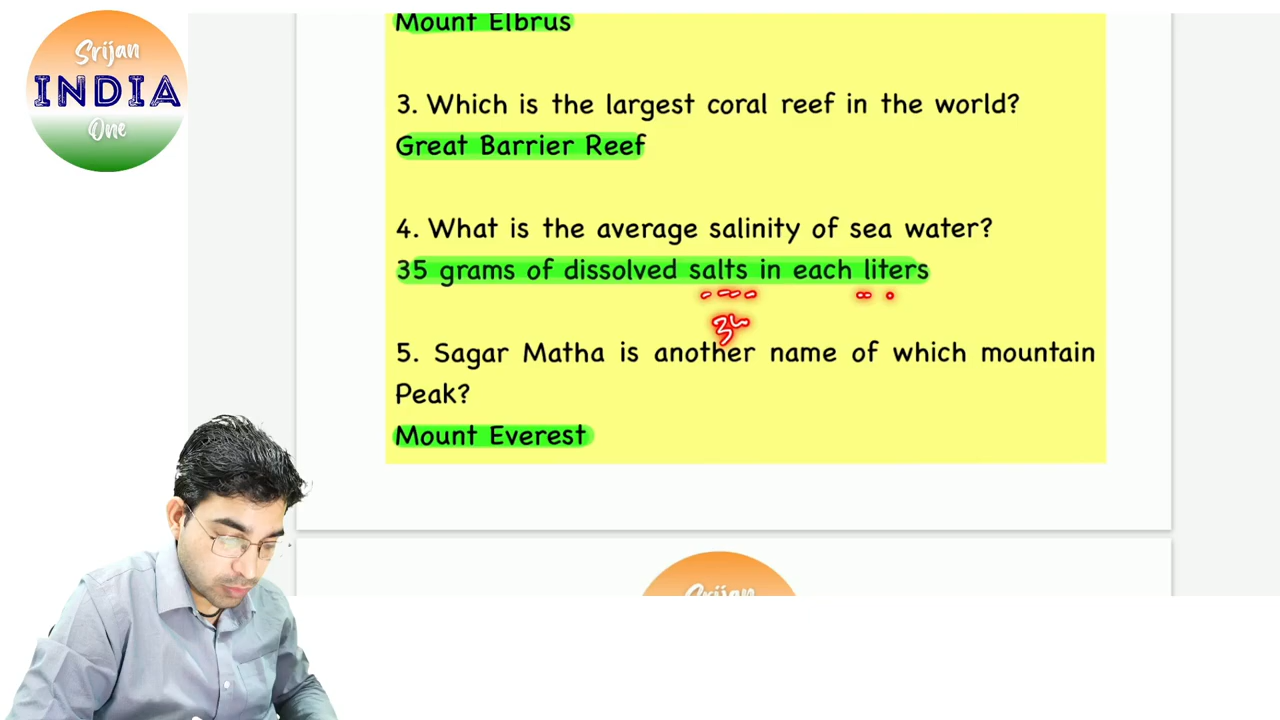 Srijan
INDIA
One
Mount Elbrus
3. Which is the largest coral reef in the world?
Great Barrier Reef
4. What is the average salinity of sea water?
35 grams of dissolved salts in each liters
5. Sagar Matha is another name of which mountain
Peak?
Mount Everest
Srijan